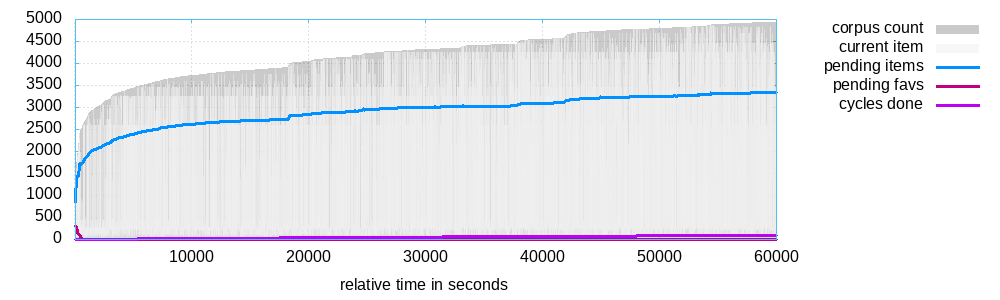 5000
4500
4000
3500
3000
2500
2000
1500
1000
500
0
10000 20000 30000 40000 50000 60000
relative time in seconds
corpus count
current item
pending items
pending favs
cycles done